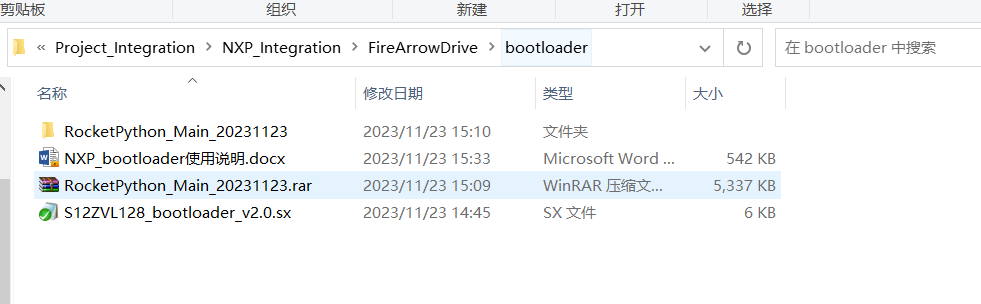 剪贴板 组织 新建 打开 选择
« Project_Integration > NXP_Integration > FireArrowDrive > bootloader 在 bootloader 中搜索
名称 修改日期 类型 大小
RocketPython_Main_20231123 2023/11/23 15:10 文件夹
NXP_bootloader使用说明.docx 2023/11/23 15:33 Microsoft Word ... 542 KB
RocketPython_Main_20231123.rar 2023/11/23 15:09 WinRAR 压缩文... 5,337 KB
S12ZVL128_bootloader_v2.0.sx 2023/11/23 14:45 SX 文件 6 KB